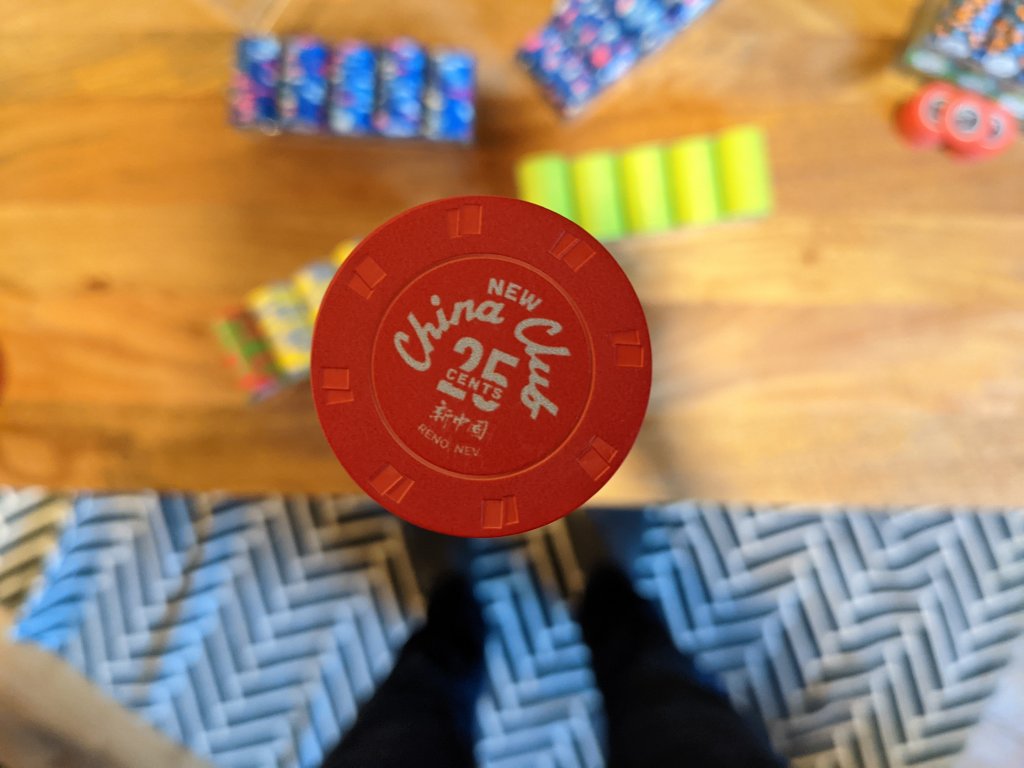 NEW
China Club
25
CENTS
新中国
RENO, NEV.